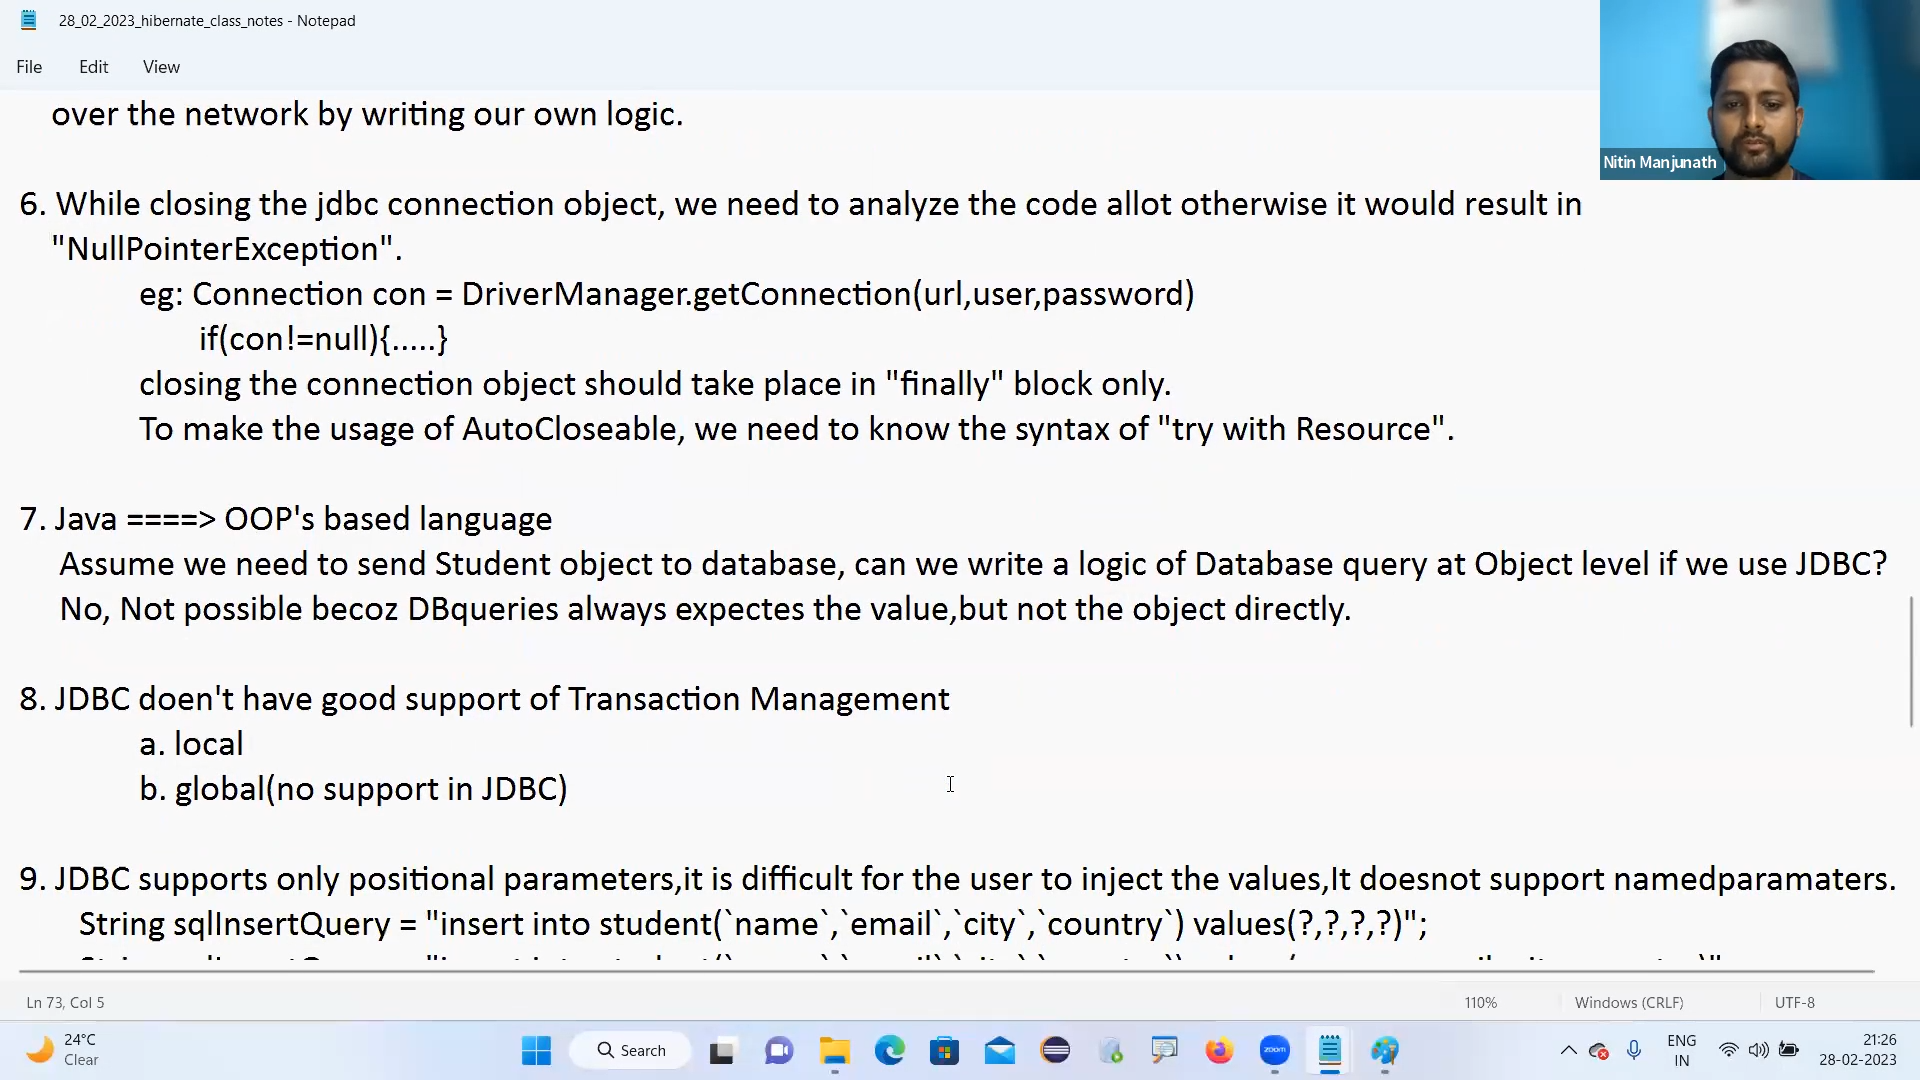 28_02_2023_hibernate_class_notes - Notepad
File Edit View
Nitin Manjunath
over the network by writing our own logic.
6. While closing the jdbc connection object, we need to analyze the code allot otherwise it would result in
"NullPointerException".
eg: Connection con = DriverManager.getConnection(url,user,password)
if(con!=null){.....}
closing the connection object should take place in "finally" block only.
To make the usage of AutoCloseable, we need to know the syntax of "try with Resource".
7. Java ====> OOP's based language
Assume we need to send Student object to database, can we write a logic of Database query at Object level if we use JDBC?
No, Not possible becoz DBqueries always expectes the value,but not the object directly.
8. JDBC doen't have good support of Transaction Management
a. local
b. global(no support in JDBC)
9. JDBC supports only positional parameters,it is difficult for the user to inject the values,It doesnot support namedparamaters.
String sqlInsertQuery = "insert into student(`name`,`email`,`city`,`country`) values(?,?,?,?)";
Ln 73, Col 5 110% Windows (CRLF) UTF-8
24°C
Clear
Search
zoom
ENG
IN
21:26
28-02-2023